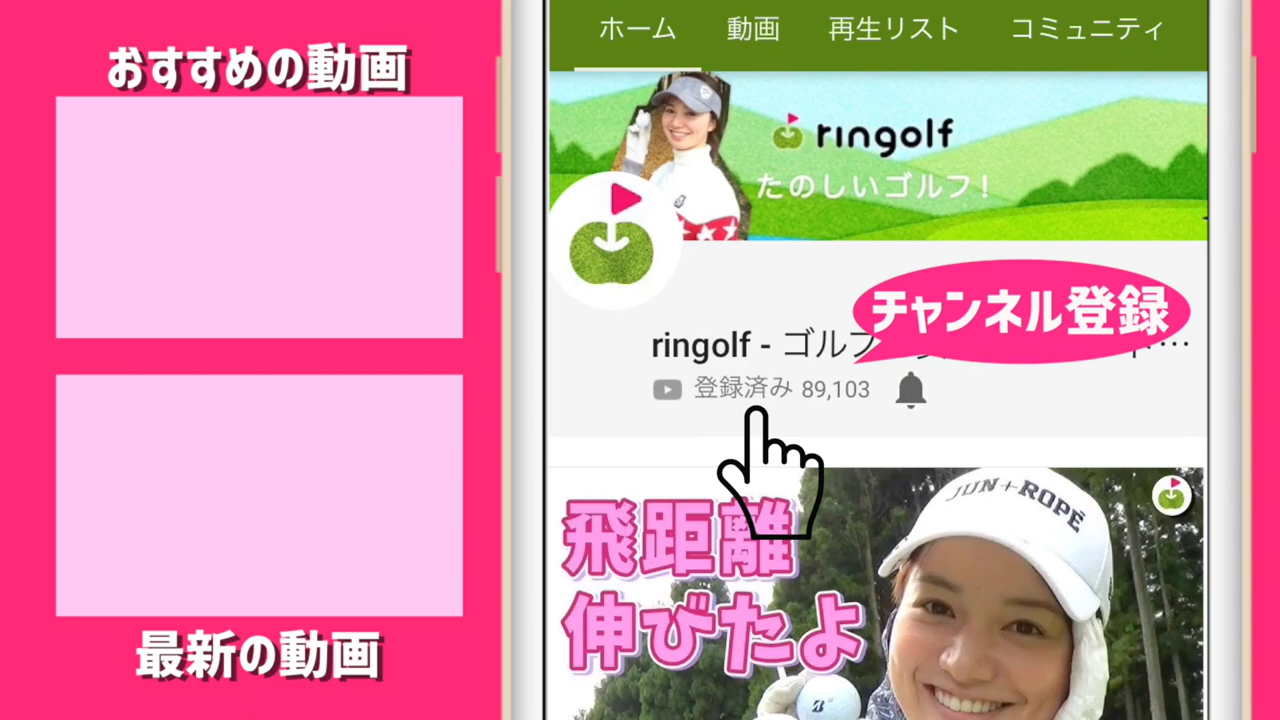 おすすめの動画
最新の動画
ホーム 動画 再生リスト コミュニティ
ringolf
たのしいゴルフ!
チャンネル登録
ringolf - ゴルフ
登録済み 89,103
JUN+ROPÉ
飛距離
伸びたよ
B